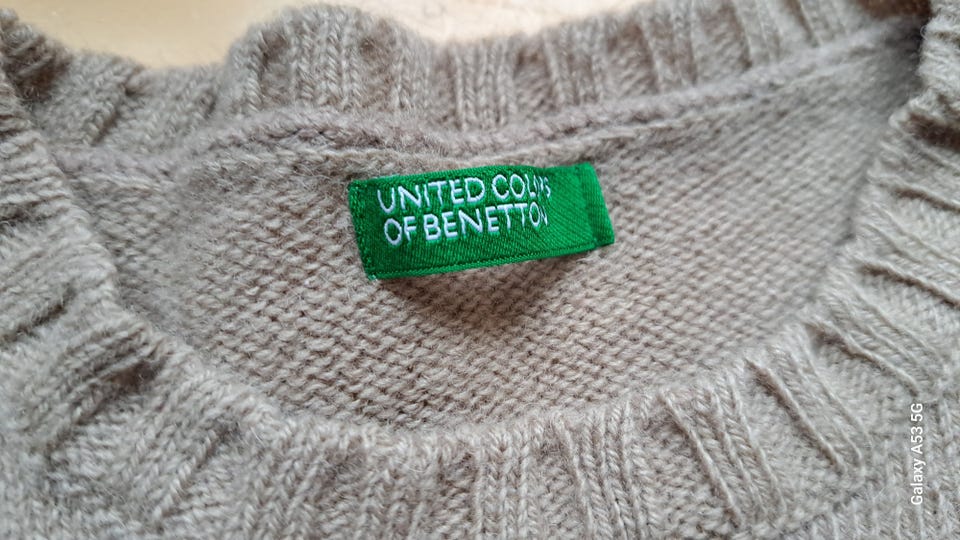 UNITED COLORS
OF BENETTON
Galaxy A53 5G